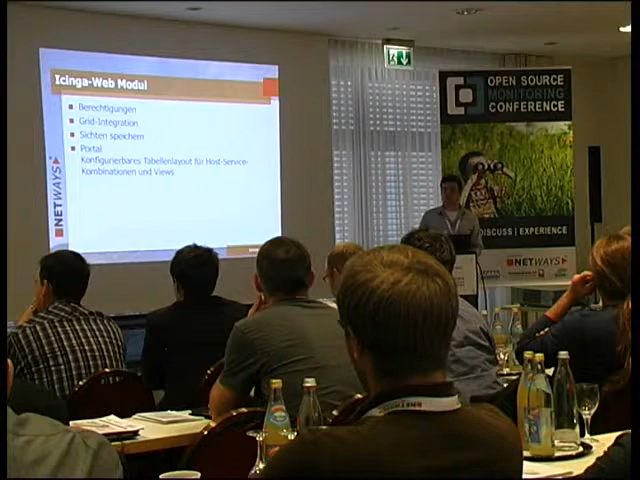 Icinga-Web Modul
Berechtigungen
Grid-Integration
Sichten speichern
Portal
Konfigurierbares Tabellenlayout für Host-Service-
Kombinationen und Views
NETWAYS
OPEN SOURCE
MONITORING
CONFERENCE
DISCUSS | EXPERIENCE
NETWAYS